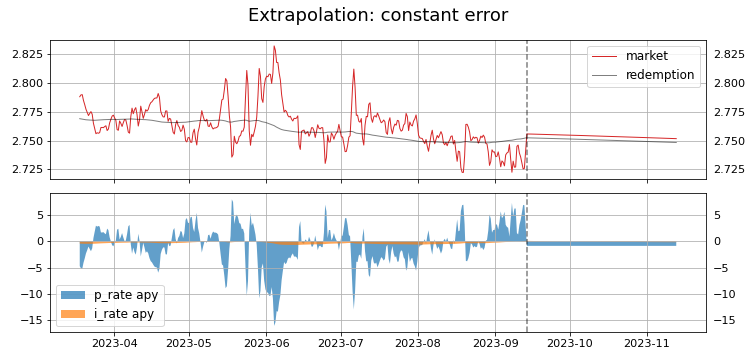 Extrapolation: constant error
2.825 2.825
2.800 2.800
2.775 2.775
2.750 2.750
2.725 2.725
market
redemption
5 5
0 0
−5 −5
−10 −10
−15 −15
p_rate apy
i_rate apy
2023-04 2023-05 2023-06 2023-07 2023-08 2023-09 2023-10 2023-11